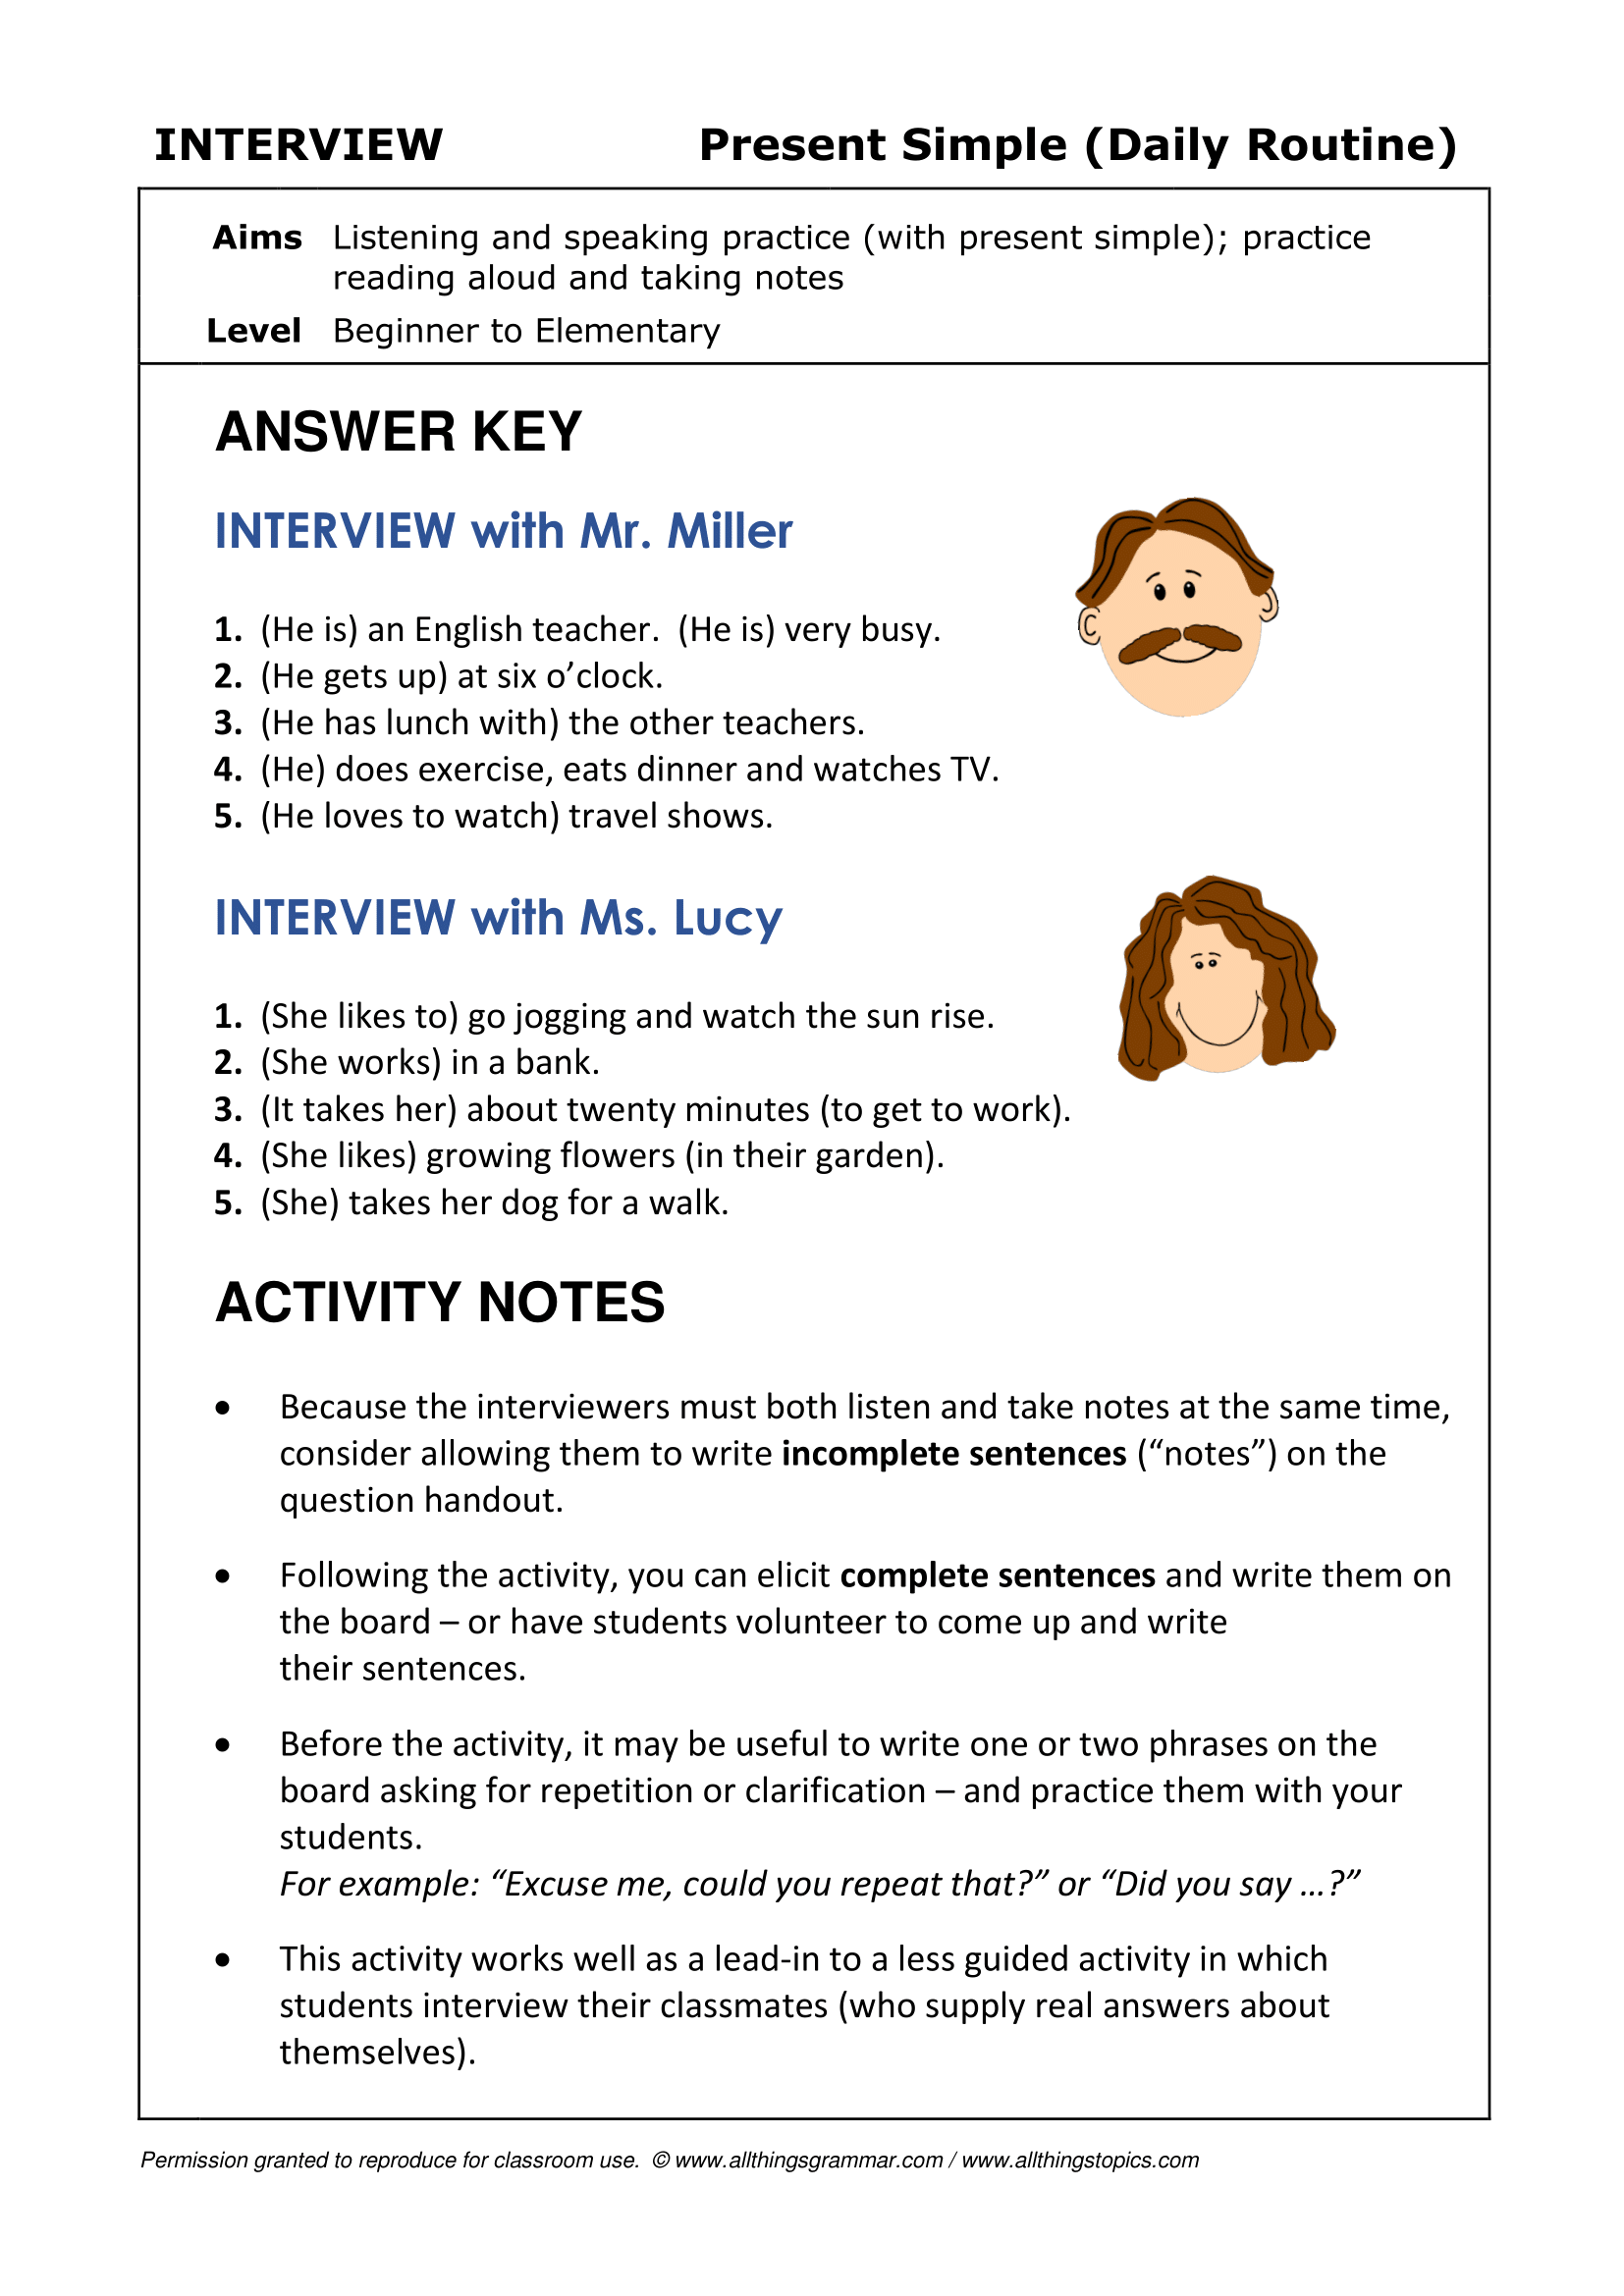 INTERVIEW Present Simple (Daily Routine)
Aims Listening and speaking practice (with present simple); practice
reading aloud and taking notes
Level Beginner to Elementary
ANSWER KEY
INTERVIEW with Mr. Miller
1. (He is) an English teacher.  (He is) very busy.
2. (He gets up) at six o’clock.
3. (He has lunch with) the other teachers.
4. (He) does exercise, eats dinner and watches TV.
5. (He loves to watch) travel shows.
INTERVIEW with Ms. Lucy
1. (She likes to) go jogging and watch the sun rise.
2. (She works) in a bank.
3. (It takes her) about twenty minutes (to get to work).
4. (She likes) growing flowers (in their garden).
5. (She) takes her dog for a walk.
ACTIVITY NOTES
• Because the interviewers must both listen and take notes at the same time,
consider allowing them to write incomplete sentences (“notes”) on the
question handout.
• Following the activity, you can elicit complete sentences and write them on
the board – or have students volunteer to come up and write
their sentences.
• Before the activity, it may be useful to write one or two phrases on the
board asking for repetition or clarification – and practice them with your
students.
For example: “Excuse me, could you repeat that?” or “Did you say …?”
• This activity works well as a lead-in to a less guided activity in which
students interview their classmates (who supply real answers about
themselves).
Permission granted to reproduce for classroom use.  © www.allthingsgrammar.com / www.allthingstopics.com